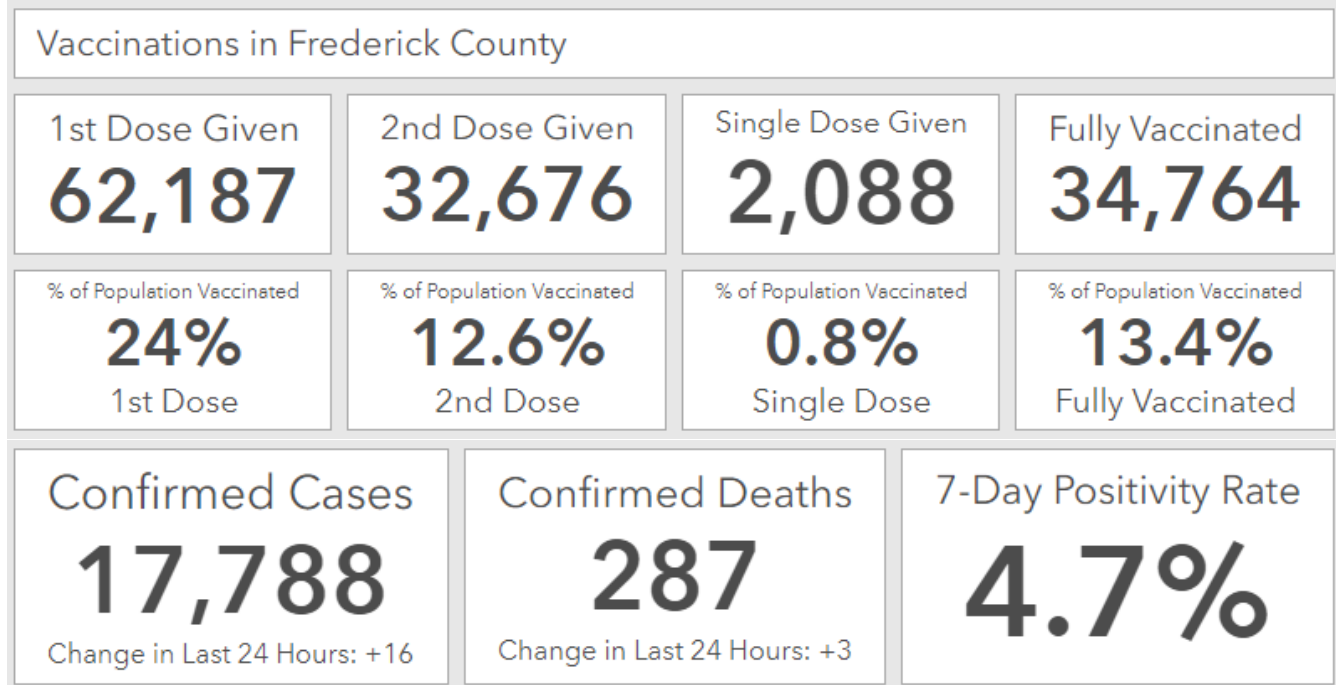 Vaccinations in Frederick County
1st Dose Given
62,187
2nd Dose Given
32,676
Single Dose Given
2,088
Fully Vaccinated
34,764
% of Population Vaccinated
24%
1st Dose
% of Population Vaccinated
12.6%
2nd Dose
% of Population Vaccinated
0.8%
Single Dose
% of Population Vaccinated
13.4%
Fully Vaccinated
Confirmed Cases
17,788
Change in Last 24 Hours: +16
Confirmed Deaths
287
Change in Last 24 Hours: +3
7-Day Positivity Rate
4.7%